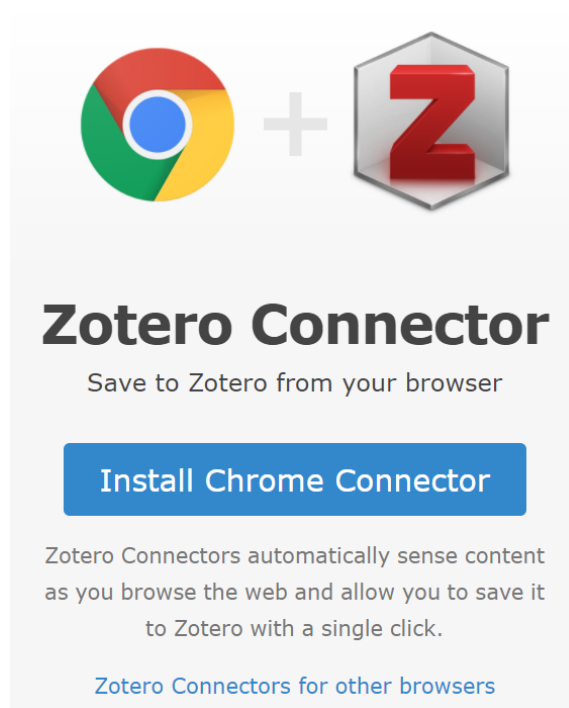 Z
Zotero Connector
Save to Zotero from your browser
Install Chrome Connector
Zotero Connectors automatically sense content
as you browse the web and allow you to save it
to Zotero with a single click.
Zotero Connectors for other browsers